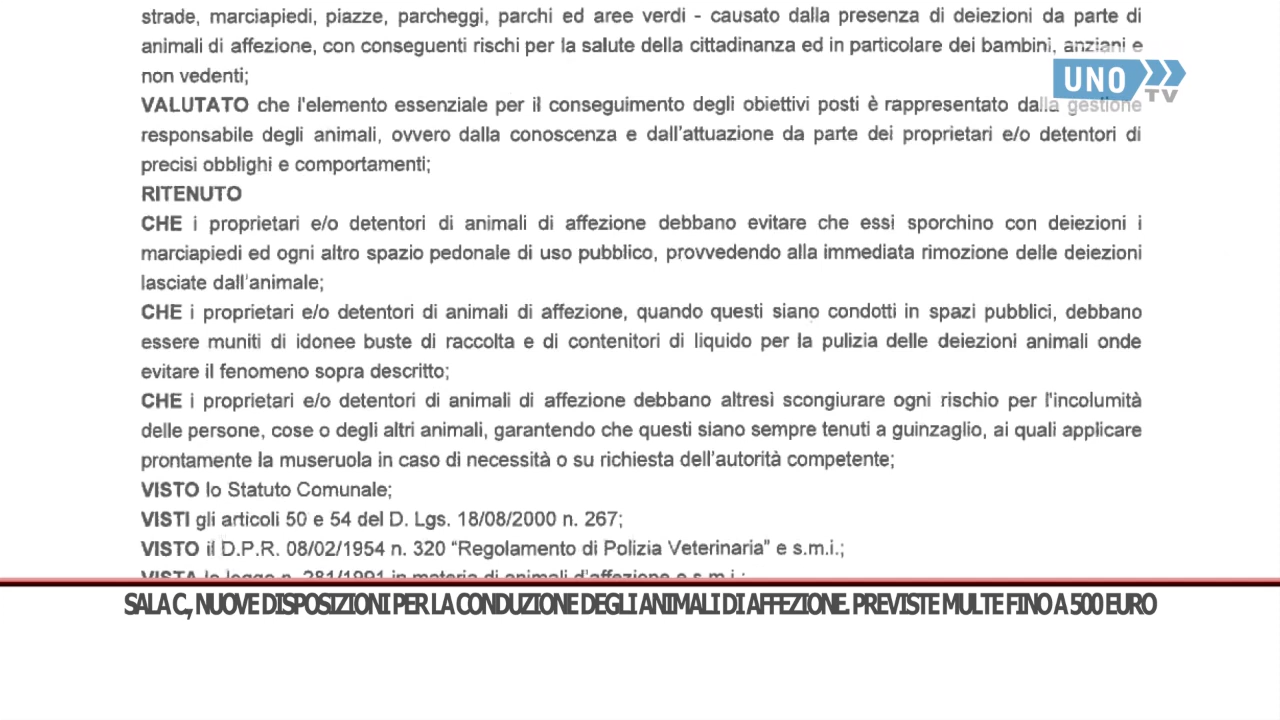 strade, marciapiedi, piazze, parcheggi, parchi ed aree verdi - causato dalla presenza di deiezioni da parte di
animali di affezione, con conseguenti rischi per la salute della cittadinanza ed in particolare dei bambini, anziani e
non vedenti;
VALUTATO che l'elemento essenziale per il conseguimento degli obiettivi posti è rappresentato dalla gestione
responsabile degli animali, ovvero dalla conoscenza e dall'attuazione da parte dei proprietari e/o detentori di
precisi obblighi e comportamenti;
RITENUTO
CHE i proprietari e/o detentori di animali di affezione debbano evitare che essi sporchino con deiezioni i
marciapiedi ed ogni altro spazio pedonale di uso pubblico, provvedendo alla immediata rimozione delle deiezioni
lasciate dall'animale;
CHE i proprietari e/o detentori di animali di affezione, quando questi siano condotti in spazi pubblici, debbano
essere muniti di idonee buste di raccolta e di contenitori di liquido per la pulizia delle deiezioni animali onde
evitare il fenomeno sopra descritto;
CHE i proprietari e/o detentori di animali di affezione debbano altresì scongiurare ogni rischio per l'incolumità
delle persone, cose o degli altri animali, garantendo che questi siano sempre tenuti a guinzaglio, ai quali applicare
prontamente la museruola in caso di necessità o su richiesta dell'autorità competente;
VISTO lo Statuto Comunale;
VISTI gli articoli 50 e 54 del D. Lgs. 18/08/2000 n. 267;
VISTO il D.P.R. 08/02/1954 n. 320 “Regolamento di Polizia Veterinaria” e s.m.i.;
VISTA la legge n. 281/1991 in materia di animali d'affezione e s.m.i.;
UNO
TV
SALA C., NUOVE DISPOSIZIONI PER LA CONDUZIONE DEGLI ANIMALI DI AFFEZIONE. PREVISTE MULTE FINO A 500 EURO